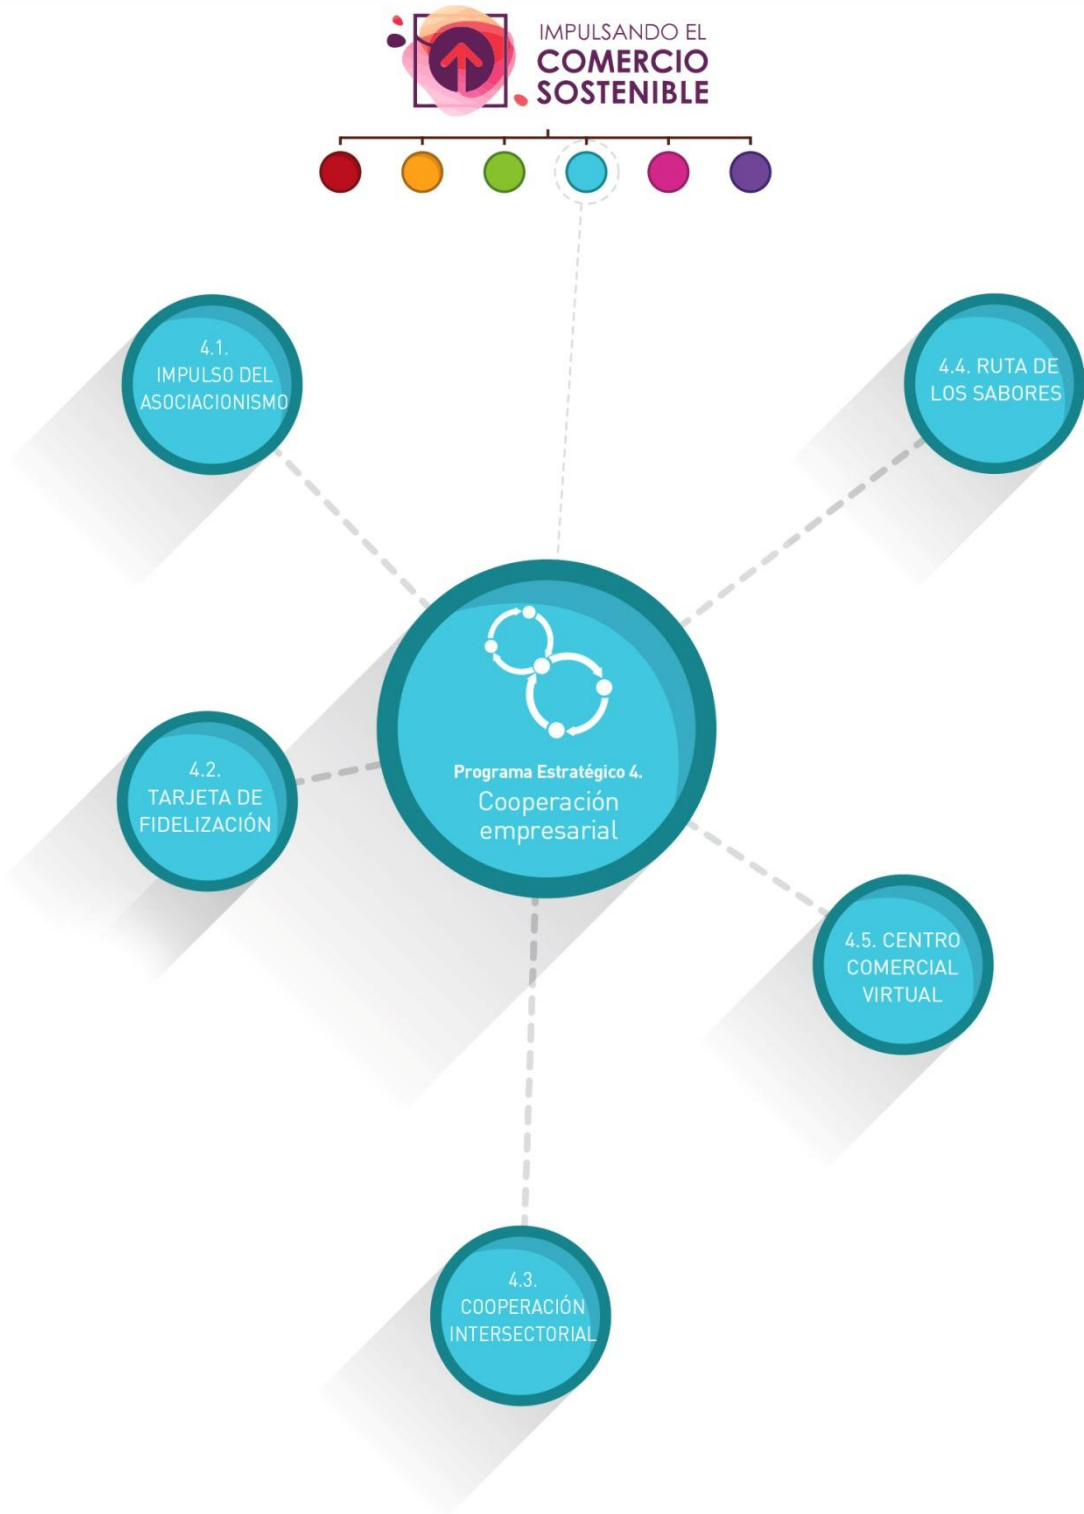 IMPULSANDO EL
COMERCIO
SOSTENIBLE
4.1.
IMPULSO DEL
ASOCIACIONISMO
4.4. RUTA DE
LOS SABORES
Programa Estratégico 4.
Cooperación
empresarial
4.2.
TARJETA DE
FIDELIZACIÓN
4.5. CENTRO
COMERCIAL
VIRTUAL
4.3.
COOPERACIÓN
INTERSECTORIAL